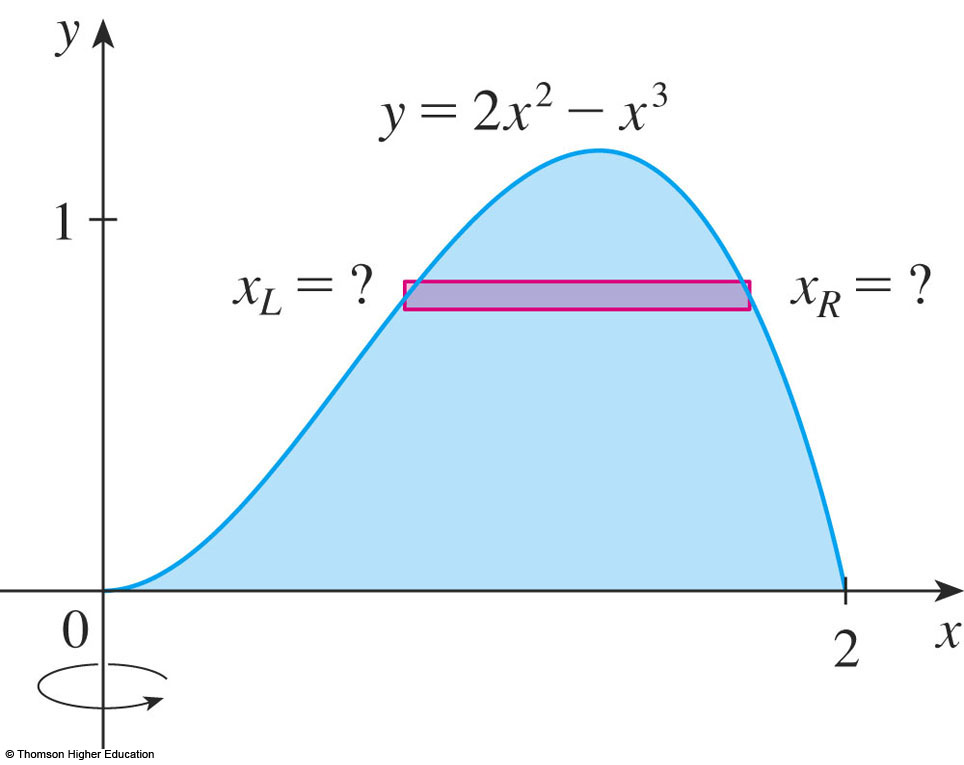 y
y = 2x² − x³
1
x_L = ?
x_R = ?
0
2
x
© Thomson Higher Education